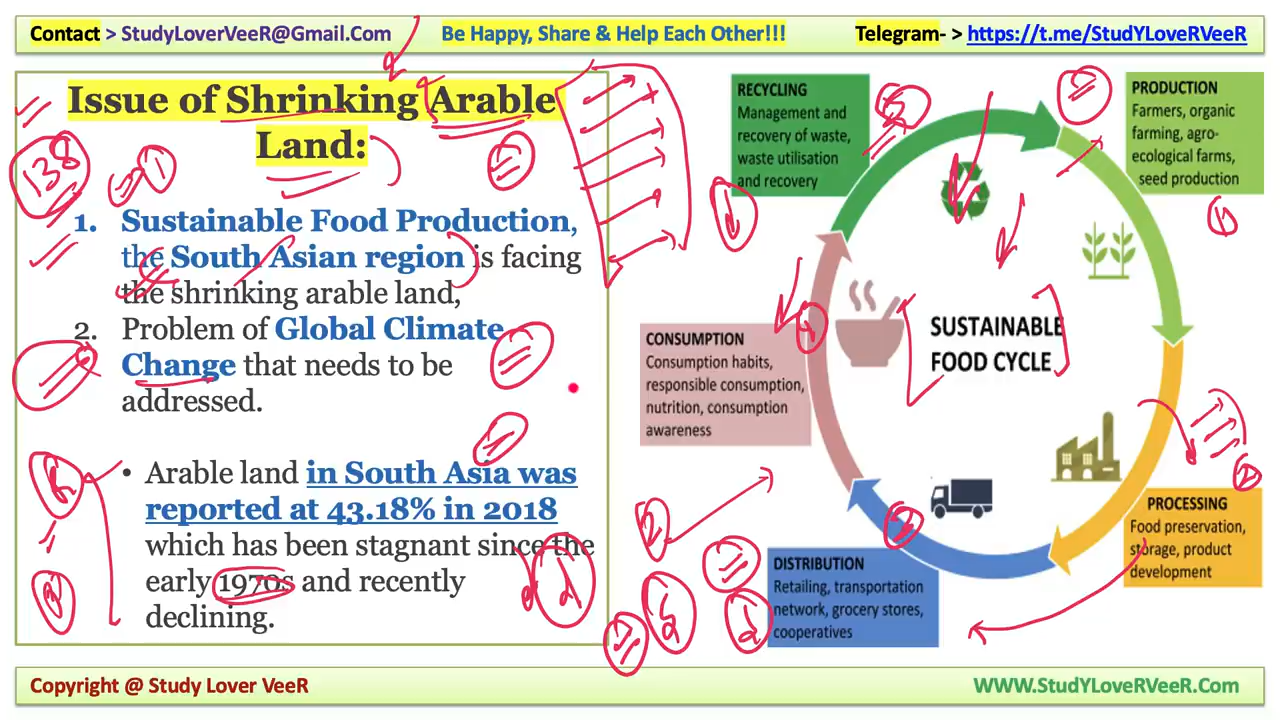 Contact > StudyLoverVeeR@Gmail.Com
Be Happy, Share & Help Each Other!!!
Telegram- > https://t.me/StudYLoVerRVeeR
Issue of Shrinking Arable
Land:
138
1. Sustainable Food Production,
the South Asian region is facing
the shrinking arable land,
2. Problem of Global Climate
Change that needs to be
addressed.
• Arable land in South Asia was
reported at 43.18% in 2018
which has been stagnant since the
early 1970s and recently
declining.
RECYCLING
Management and
recovery of waste,
waste utilisation
and recovery
PRODUCTION
Farmers, organic
farming, agro-
ecological farms,
seed production
CONSUMPTION
Consumption habits,
responsible consumption,
nutrition, consumption
awareness
SUSTAINABLE
FOOD CYCLE
PROCESSING
Food preservation,
storage, product
development
DISTRIBUTION
Retailing, transportation
network, grocery stores,
cooperatives
Copyright @ Study Lover VeeR
WWW.StudYLoveRVeeR.Com